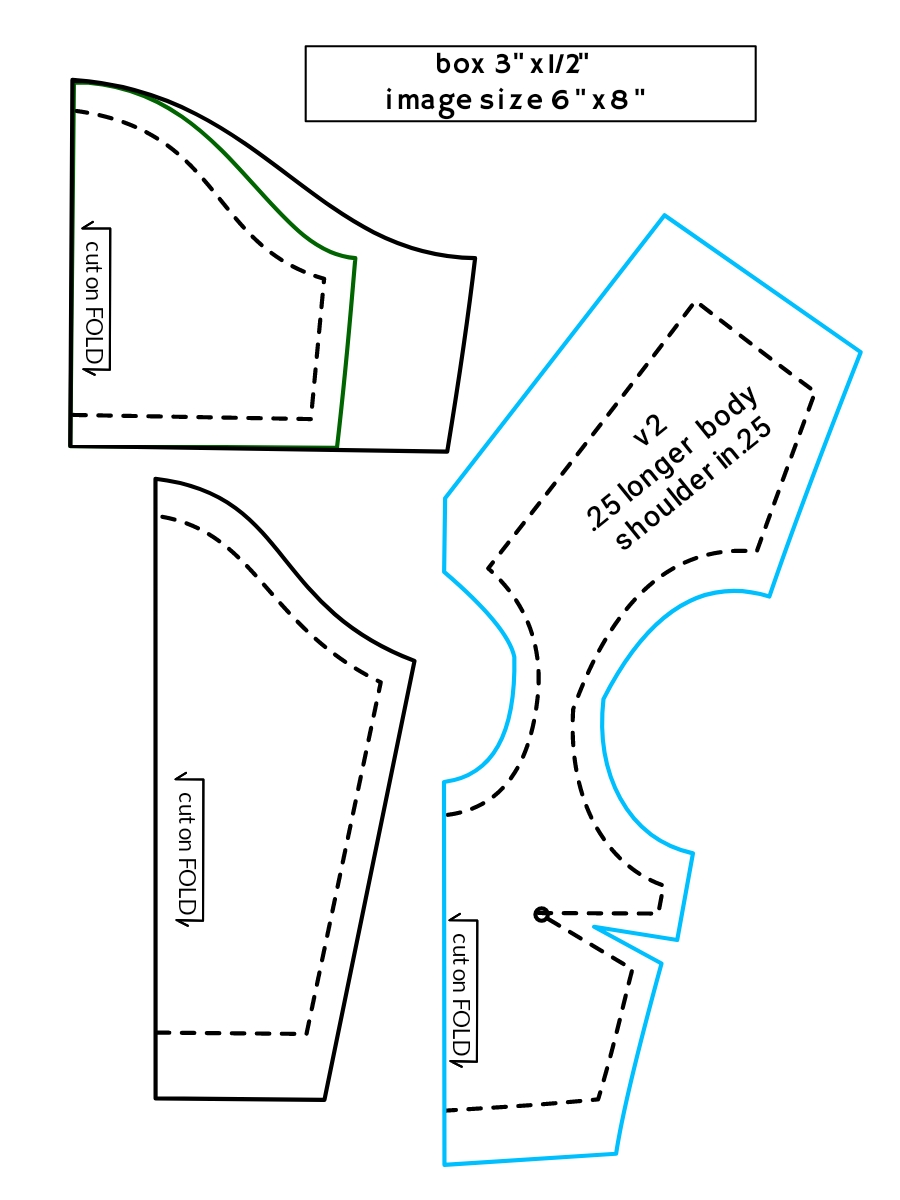 box 3" x 1/2"
image size 6" x 8"
cut on FOLD
v2
.25 longer body
shoulder in .25
cut on FOLD
cut on FOLD